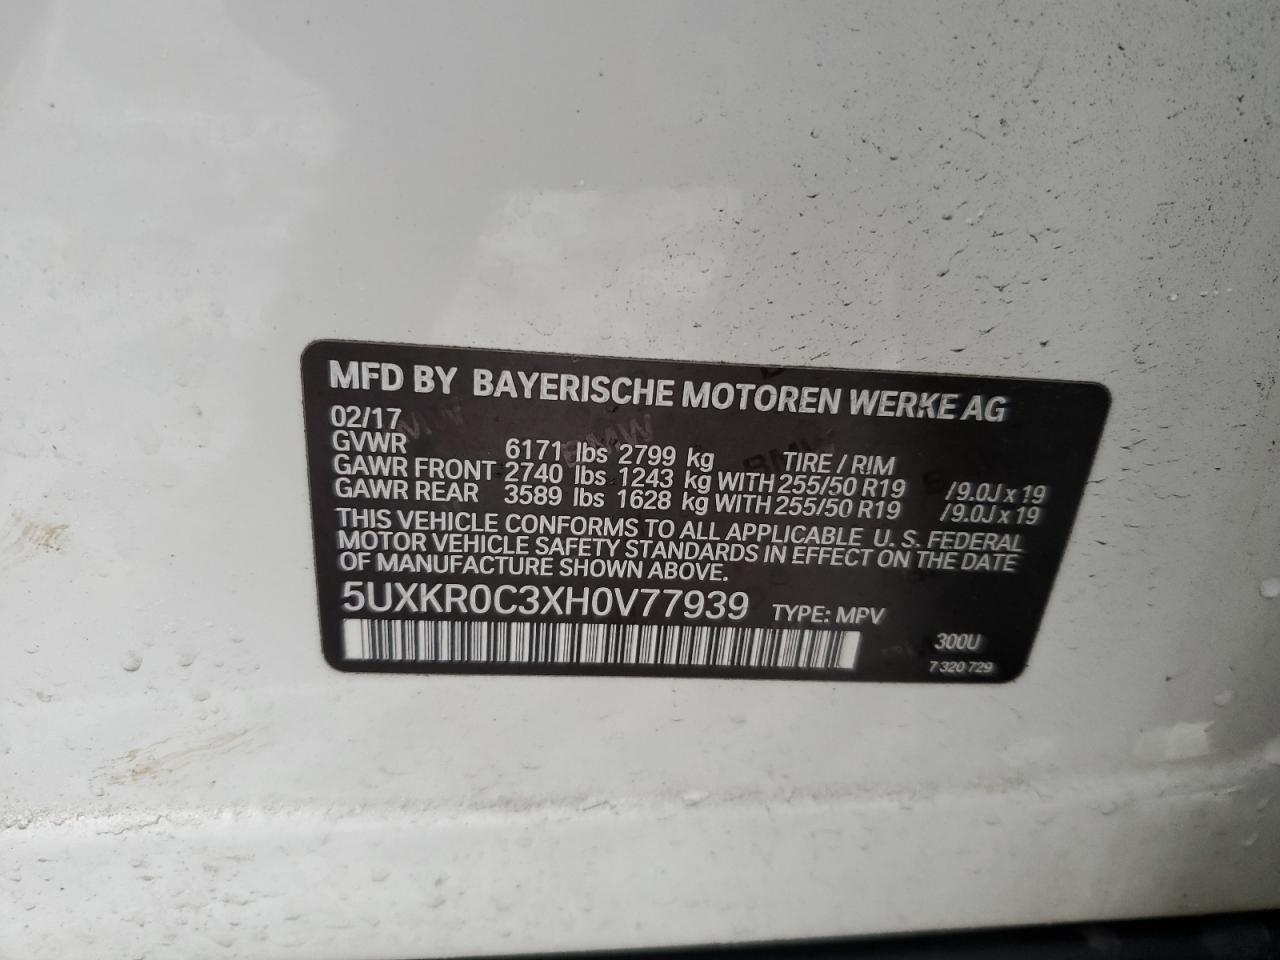 MFD BY BAYERISCHE MOTOREN WERKE AG
02/17
GVWR 6171 lbs 2799 kg TIRE / RIM
GAWR FRONT 2740 lbs 1243 kg WITH 255/50 R19 /9.0J x 19
GAWR REAR 3589 lbs 1628 kg WITH 255/50 R19 /9.0J x 19
THIS VEHICLE CONFORMS TO ALL APPLICABLE U. S. FEDERAL
MOTOR VEHICLE SAFETY STANDARDS IN EFFECT ON THE DATE
OF MANUFACTURE SHOWN ABOVE.
5UXKR0C3XH0V77939 TYPE: MPV
300U
7 320 729